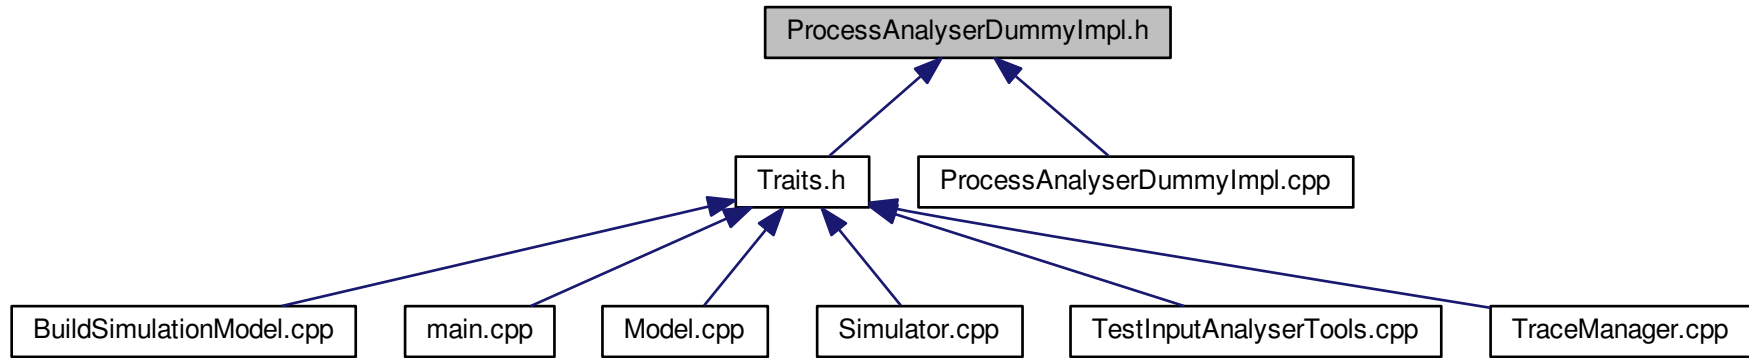 ProcessAnalyserDummyImpl.h
Traits.h
ProcessAnalyserDummyImpl.cpp
BuildSimulationModel.cpp
main.cpp
Model.cpp
Simulator.cpp
TestInputAnalyserTools.cpp
TraceManager.cpp